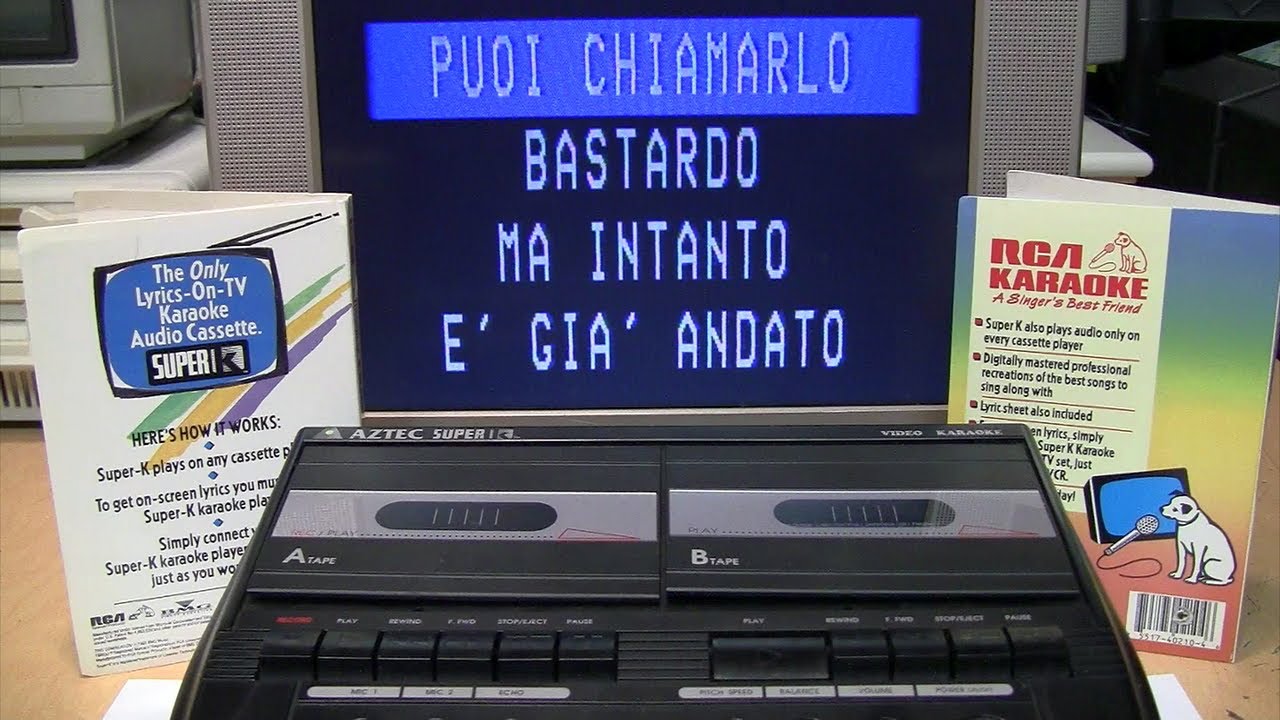 PUOI CHIAMARLO
BASTARDO
MA INTANTO
E' GIA' ANDATO
The Only
Lyrics-On-TV
Karaoke
Audio Cassette.
SUPER K
HERE'S HOW IT WORKS:
Super-K plays on any cassette
To get on-screen lyrics you
Super-K karaoke
Simply connect
Super-K karaoke player
just as you
RCA
BMG
RCA
KARAOKE
A Singer's Best Friend
Super K also plays audio only on
every cassette player
Digitally mastered professional
recreations of the best songs to
sing along with
Lyric sheet also included
lyrics, simply
Super K Karaoke
TV set, just
VCR.
AZTEC SUPER K
VIDEO KARAOKE
REC / PLAY
A TAPE
PLAY
B TAPE
RECORD PLAY REWIND F. FWD STOP/EJECT PAUSE
PLAY REWIND F. FWD STOP/EJECT PAUSE
MIC 1 MIC 2 ECHO
PITCH SPEED BALANCE VOLUME POWER